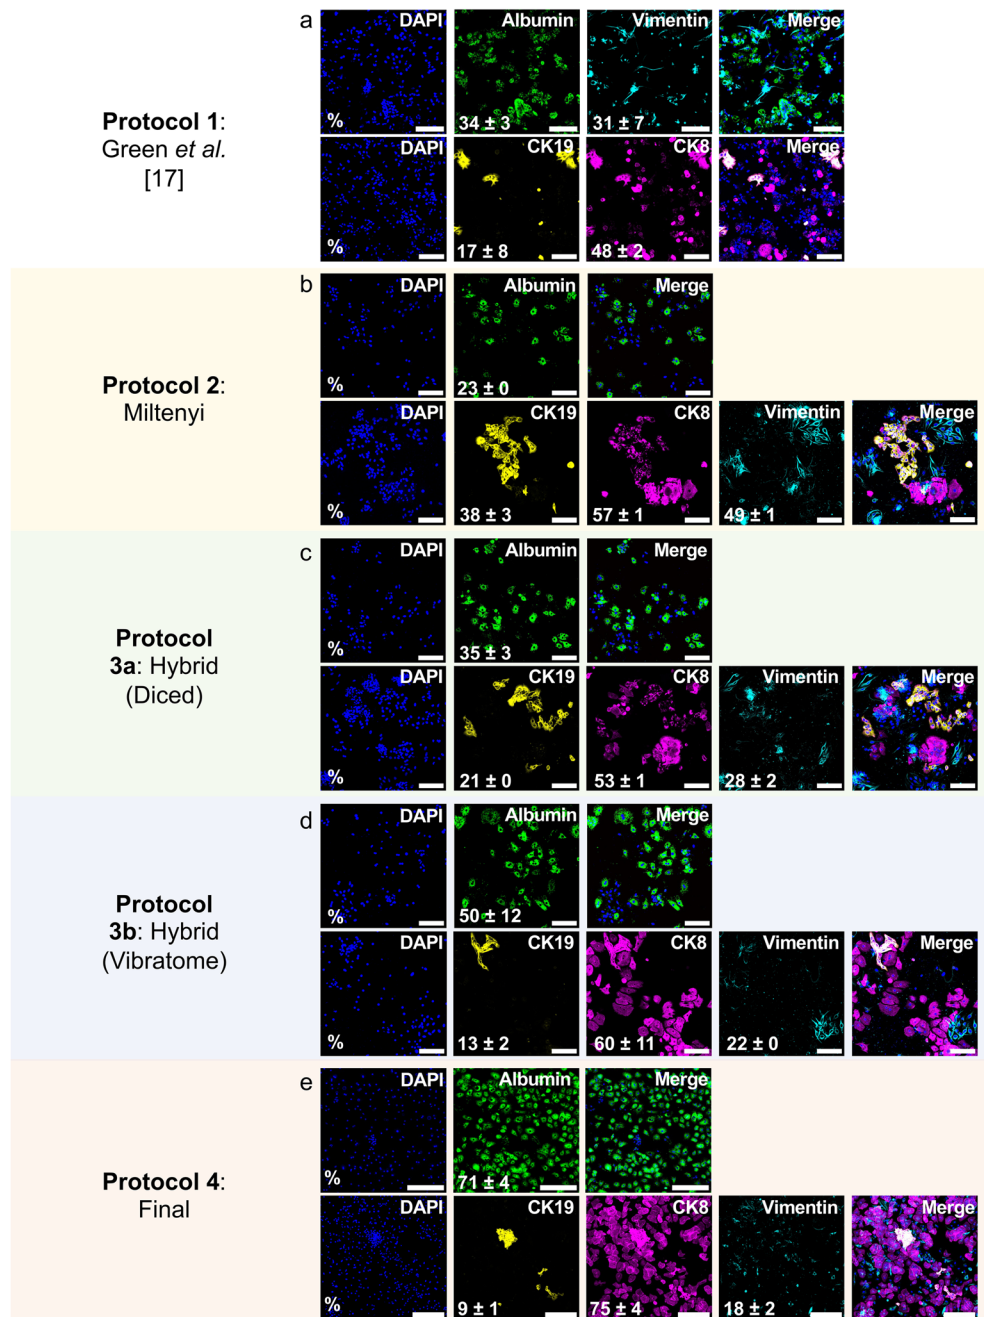 a
DAPI Albumin Vimentin Merge
% 34 ± 3 31 ± 7
Protocol 1:
Green et al.
[17]
DAPI CK19 CK8 Merge
% 17 ± 8 48 ± 2
b
DAPI Albumin Merge
% 23 ± 0
Protocol 2:
Miltenyi
DAPI CK19 CK8 Vimentin Merge
% 38 ± 3 57 ± 1 49 ± 1
c
DAPI Albumin Merge
% 35 ± 3
Protocol
3a: Hybrid
(Diced)
DAPI CK19 CK8 Vimentin Merge
% 21 ± 0 53 ± 1 28 ± 2
d
DAPI Albumin Merge
% 50 ± 12
Protocol
3b: Hybrid
(Vibratome)
DAPI CK19 CK8 Vimentin Merge
% 13 ± 2 60 ± 11 22 ± 0
e
DAPI Albumin Merge
% 71 ± 4
Protocol 4:
Final
DAPI CK19 CK8 Vimentin Merge
% 9 ± 1 75 ± 4 18 ± 2